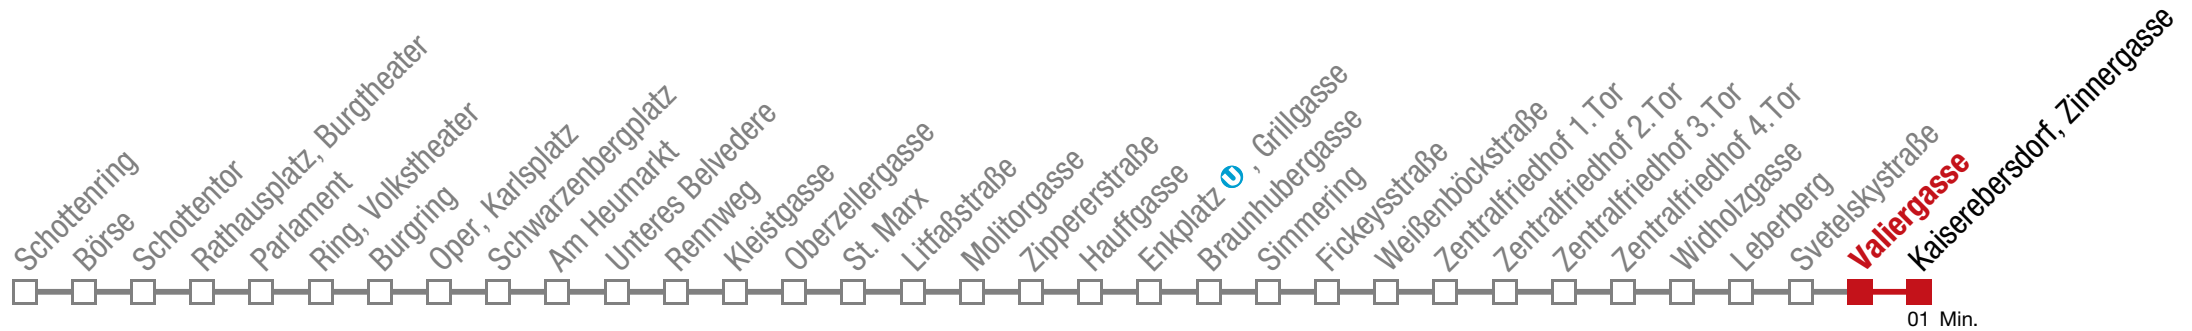 Schottenring
Börse
Schottentor
Rathausplatz, Burgtheater
Parlament
Ring, Volkstheater
Burgring
Oper, Karlsplatz
Schwarzenbergplatz
Am Heumarkt
Unteres Belvedere
Rennweg
Kleistgasse
Oberzellergasse
St. Marx
Litfaßstraße
Molitorgasse
Zippererstraße
Hauffgasse
Enkplatz U, Grillgasse
Braunhubergasse
Simmering
Fickeysstraße
Weißenböckstraße
Zentralfriedhof 1.Tor
Zentralfriedhof 2.Tor
Zentralfriedhof 3.Tor
Zentralfriedhof 4.Tor
Widholzgasse
Leberberg
Svetelskystraße
Valiergasse
Kaiserebersdorf, Zinnergasse
01 Min.